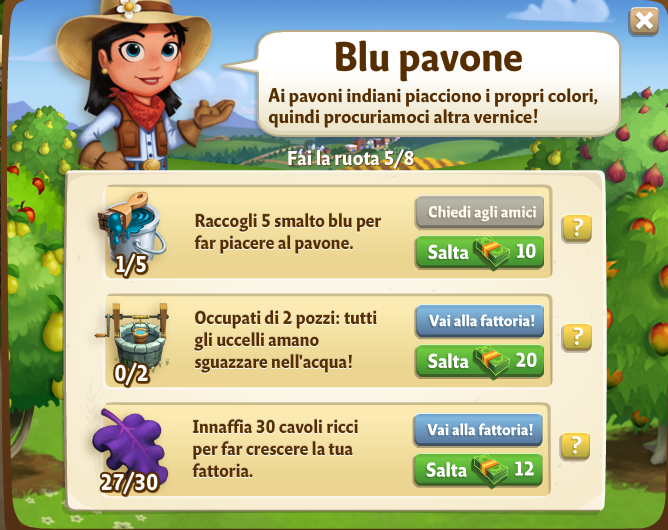 Blu pavone
Ai pavoni indiani piacciono i propri colori,
quindi procuriamoci altra vernice!
Fai la ruota 5/8
Raccogli 5 smalto blu per
far piacere al pavone.
1/5
Chiedi agli amici
Salta 10
?
Occupati di 2 pozzi: tutti
gli uccelli amano
sguazzare nell'acqua!
0/2
Vai alla fattoria!
Salta 20
?
Innaffia 30 cavoli ricci
per far crescere la tua
fattoria.
27/30
Vai alla fattoria!
Salta 12
?